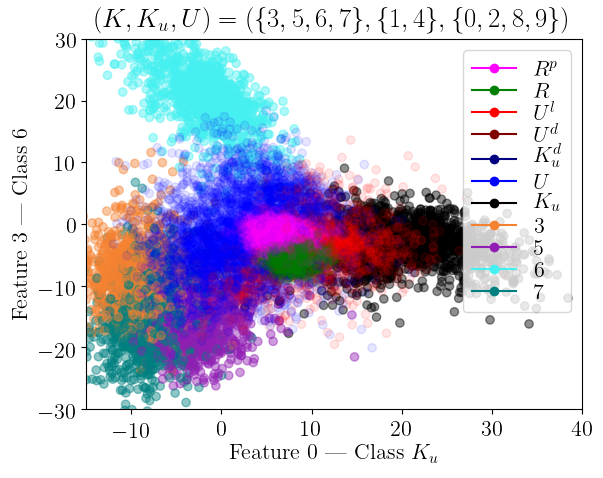 (K, K_u, U) = ({3, 5, 6, 7}, {1, 4}, {0, 2, 8, 9})
30
20
10
0
−10
−20
−30
Feature 3 — Class 6
R^p
R
U^l
U^d
K_u^d
U
K_u
3
5
6
7
−10
0
10
20
30
40
Feature 0 — Class K_u